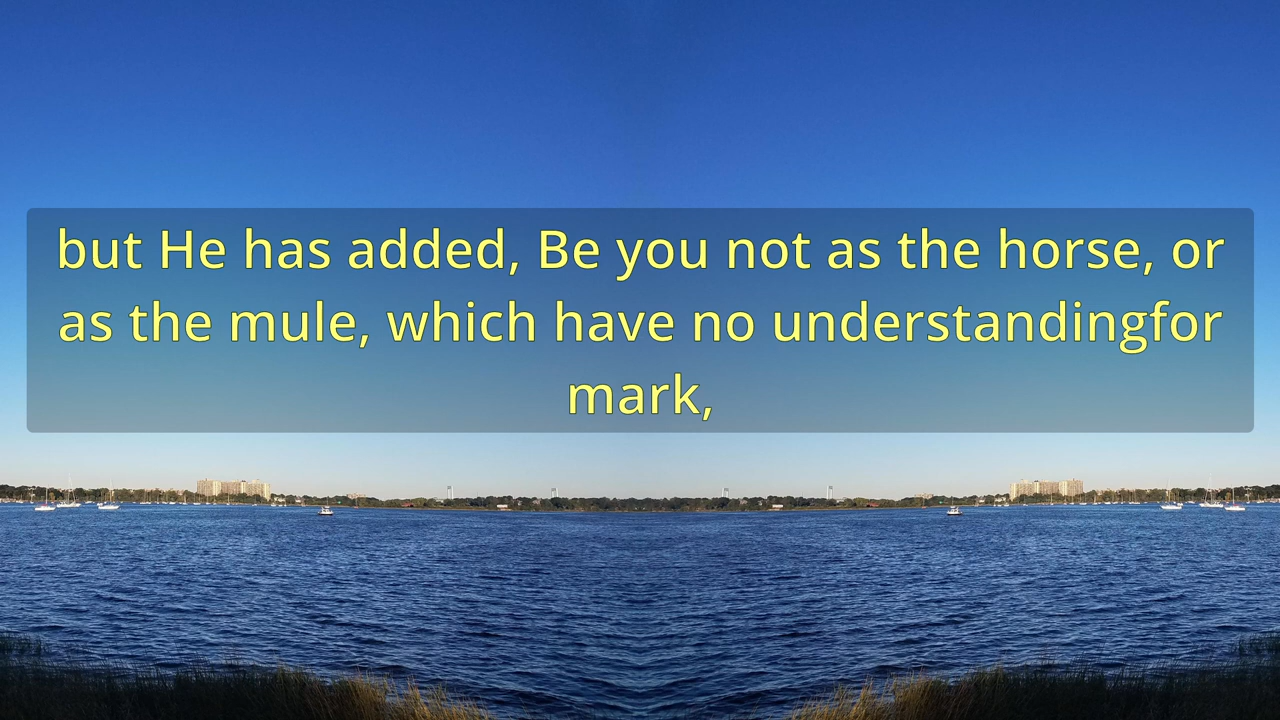 but He has added, Be you not as the horse, or
as the mule, which have no understandingfor
mark,